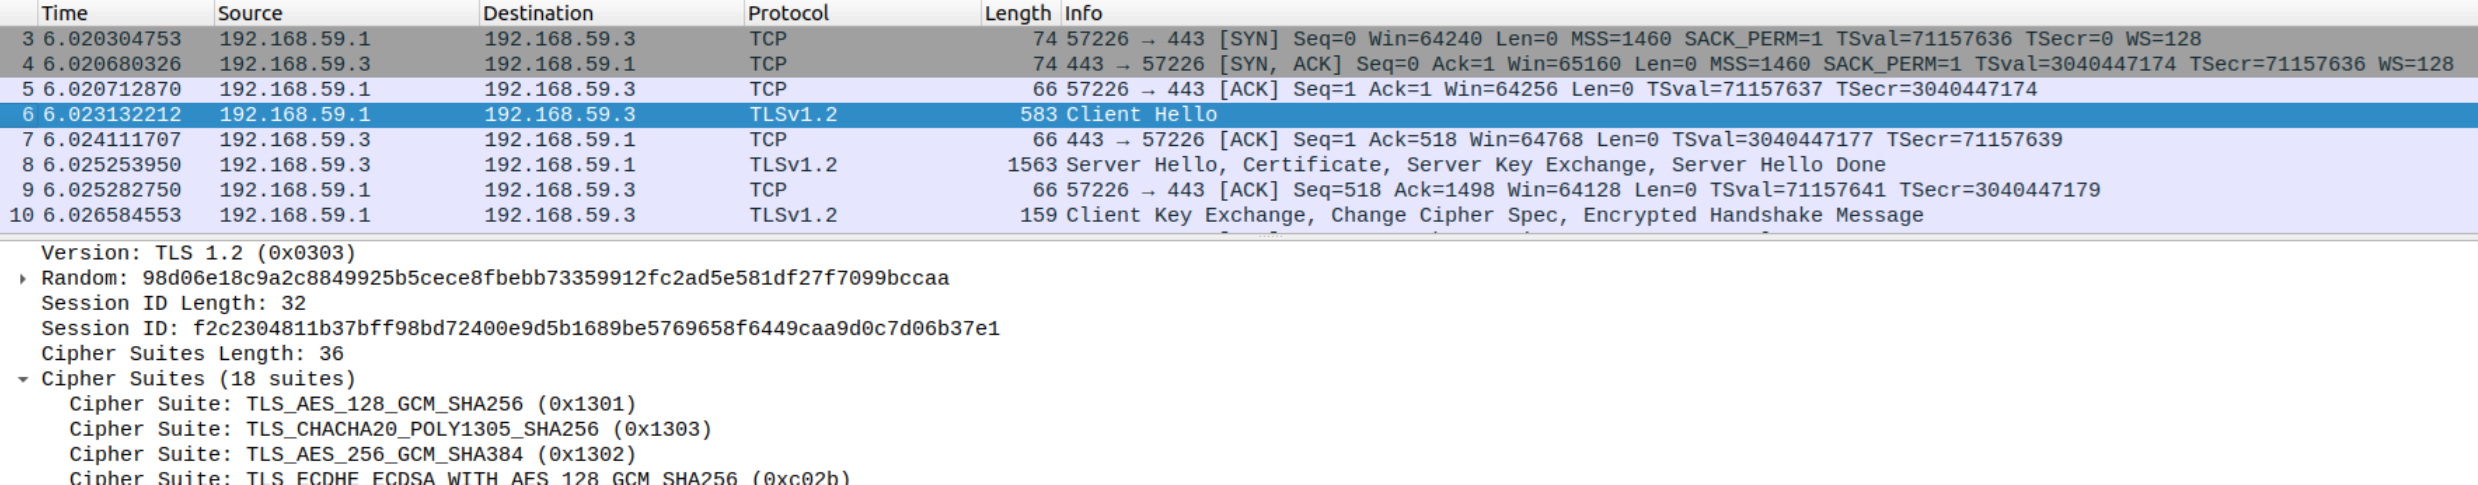 Time Source Destination Protocol Length Info
3 6.020304753 192.168.59.1 192.168.59.3 TCP 74 57226 → 443 [SYN] Seq=0 Win=64240 Len=0 MSS=1460 SACK_PERM=1 TSval=71157636 TSecr=0 WS=128
4 6.020680326 192.168.59.3 192.168.59.1 TCP 74 443 → 57226 [SYN, ACK] Seq=0 Ack=1 Win=65160 Len=0 MSS=1460 SACK_PERM=1 TSval=3040447174 TSecr=71157636 WS=128
5 6.020712870 192.168.59.1 192.168.59.3 TCP 66 57226 → 443 [ACK] Seq=1 Ack=1 Win=64256 Len=0 TSval=71157637 TSecr=3040447174
6 6.023132212 192.168.59.1 192.168.59.3 TLSv1.2 583 Client Hello
7 6.024111707 192.168.59.3 192.168.59.1 TCP 66 443 → 57226 [ACK] Seq=1 Ack=518 Win=64768 Len=0 TSval=3040447177 TSecr=71157639
8 6.025253950 192.168.59.3 192.168.59.1 TLSv1.2 1563 Server Hello, Certificate, Server Key Exchange, Server Hello Done
9 6.025282750 192.168.59.1 192.168.59.3 TCP 66 57226 → 443 [ACK] Seq=518 Ack=1498 Win=64128 Len=0 TSval=71157641 TSecr=3040447179
10 6.026584553 192.168.59.1 192.168.59.3 TLSv1.2 159 Client Key Exchange, Change Cipher Spec, Encrypted Handshake Message
Version: TLS 1.2 (0x0303)
Random: 98d06e18c9a2c8849925b5cece8fbebb73359912fc2ad5e581df27f7099bccaa
Session ID Length: 32
Session ID: f2c2304811b37bff98bd72400e9d5b1689be5769658f6449caa9d0c7d06b37e1
Cipher Suites Length: 36
Cipher Suites (18 suites)
Cipher Suite: TLS_AES_128_GCM_SHA256 (0x1301)
Cipher Suite: TLS_CHACHA20_POLY1305_SHA256 (0x1303)
Cipher Suite: TLS_AES_256_GCM_SHA384 (0x1302)
Cipher Suite: TLS_ECDHE_ECDSA_WITH_AES_128_GCM_SHA256 (0xc02b)